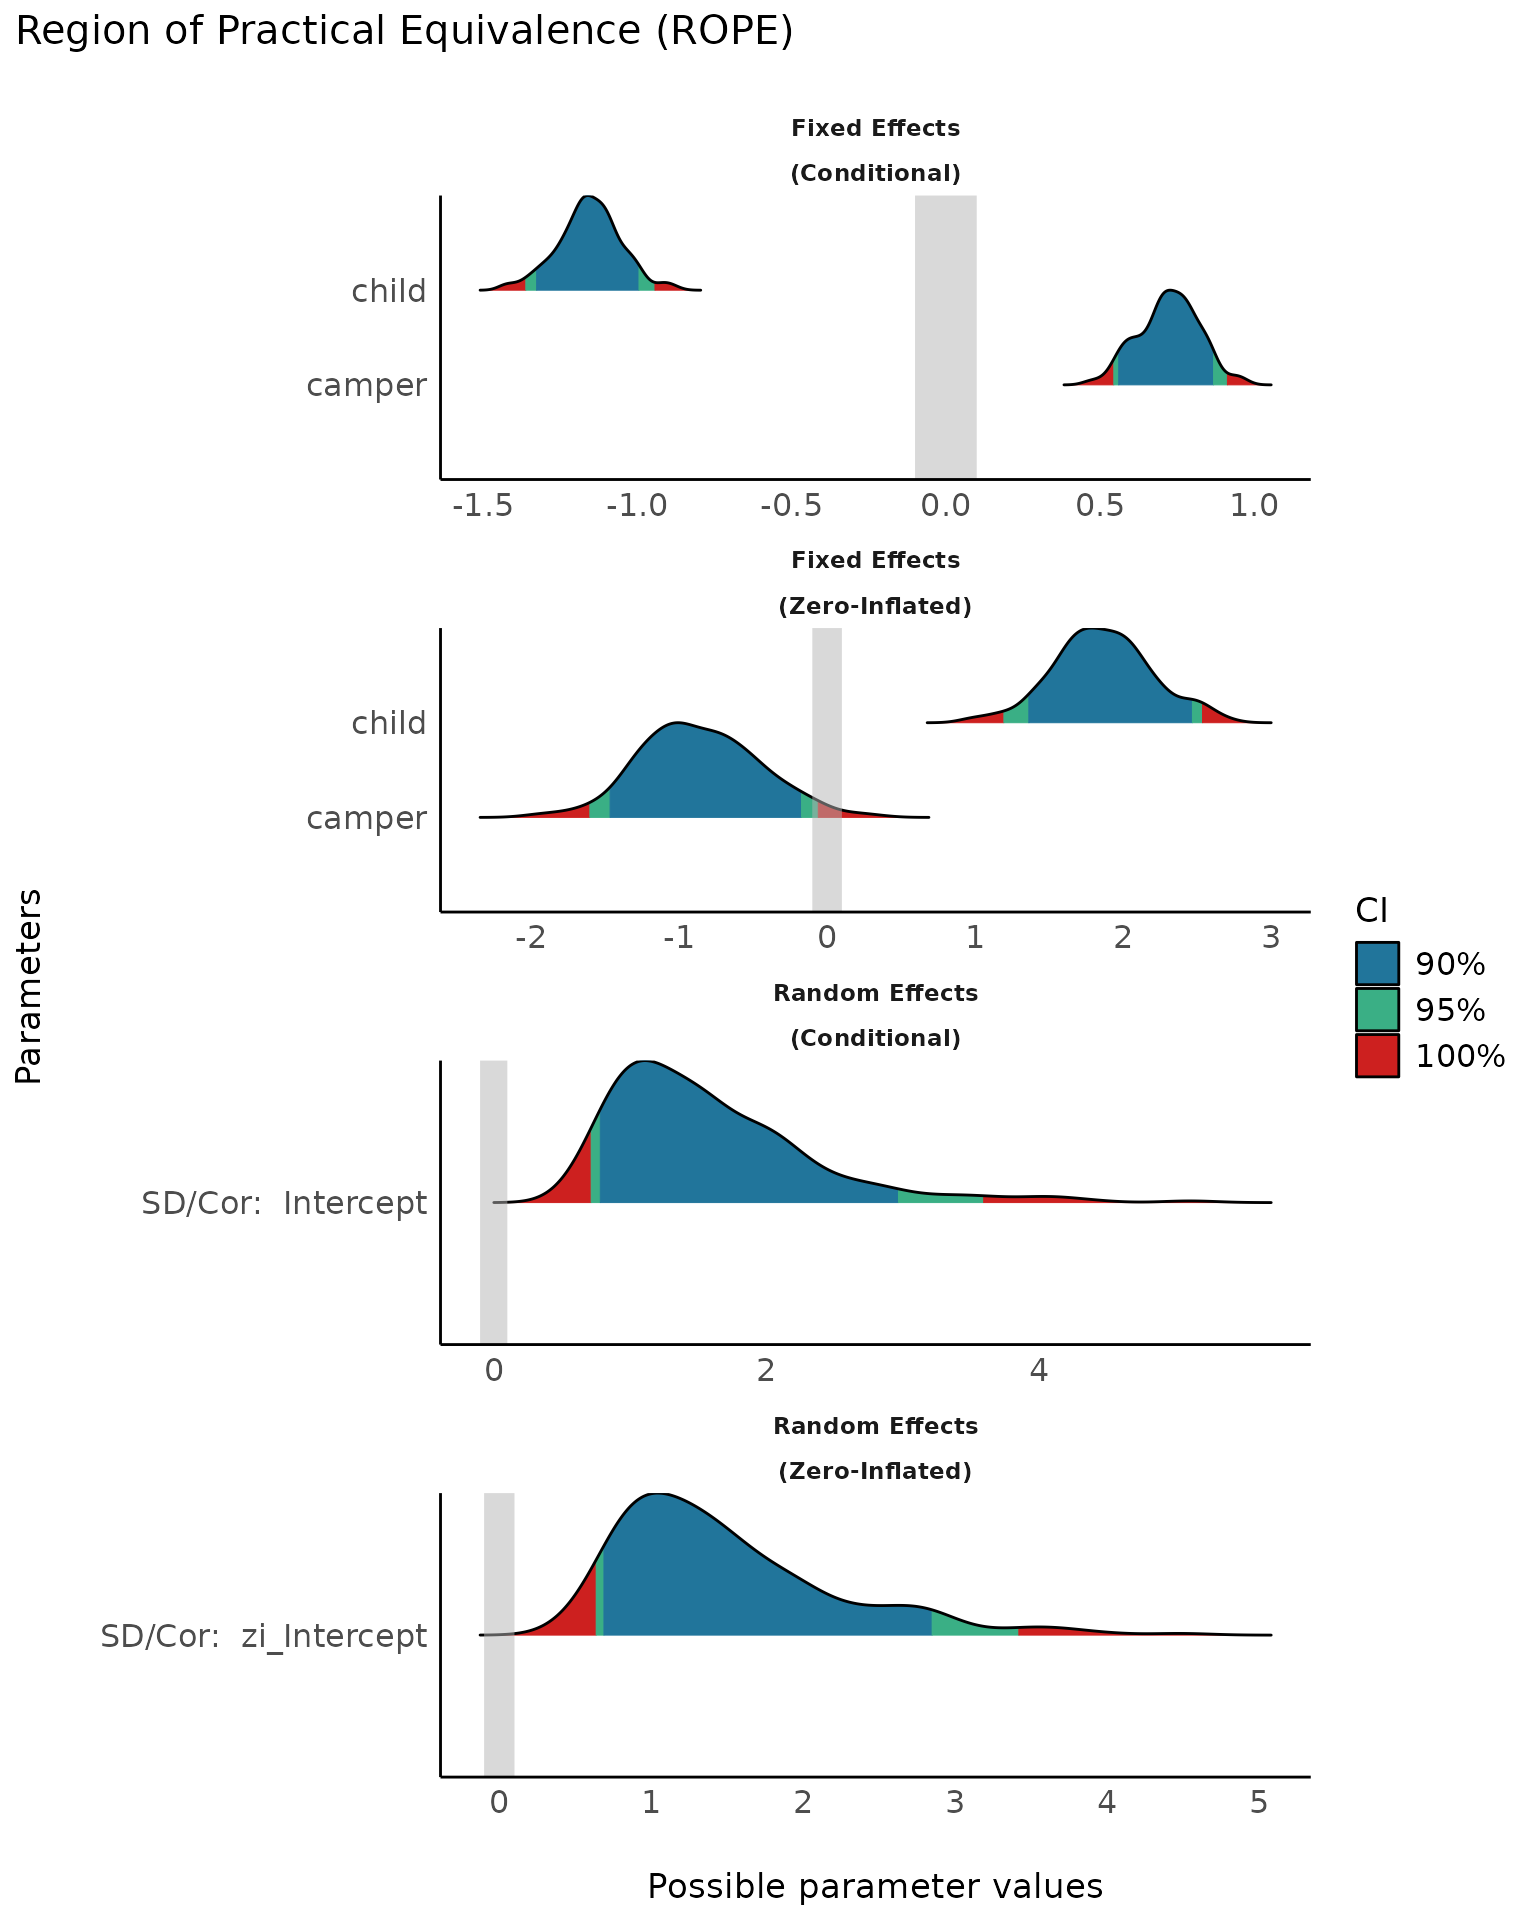 Region of Practical Equivalence (ROPE)
Fixed Effects
(Conditional)
child
camper
-1.5 -1.0 -0.5 0.0 0.5 1.0
Fixed Effects
(Zero-Inflated)
child
camper
-2 -1 0 1 2 3
Random Effects
(Conditional)
SD/Cor: Intercept
0 2 4
Random Effects
(Zero-Inflated)
SD/Cor: zi_Intercept
0 1 2 3 4 5
Possible parameter values
Parameters
CI
90%
95%
100%